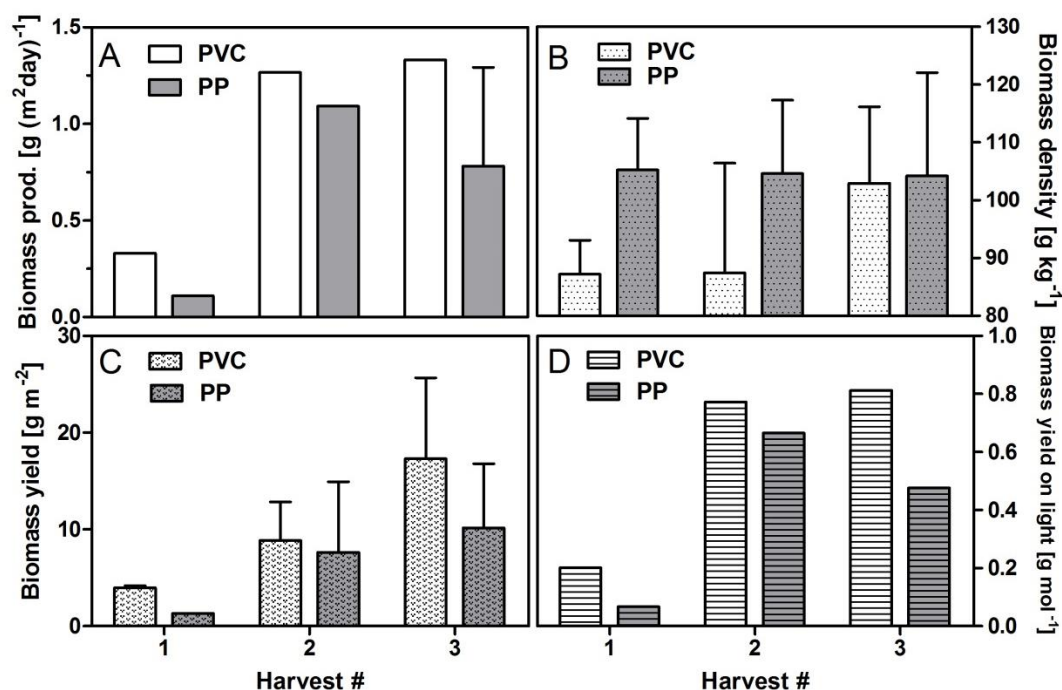 A
PVC
PP
Biomass prod. [g (m²day)⁻¹]
1.5
1.0
0.5
0.0
B
PVC
PP
Biomass density [g kg⁻¹]
130
120
110
100
90
80
C
PVC
PP
Biomass yield [g m⁻²]
30
20
10
0
1 2 3
Harvest #
D
PVC
PP
Biomass yield on light [g mol⁻¹]
1.0
0.8
0.6
0.4
0.2
0.0
1 2 3
Harvest #